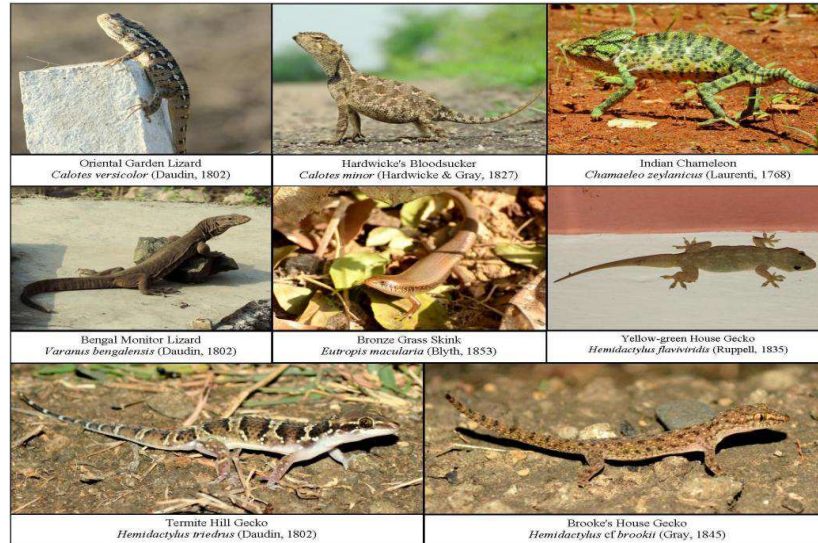 Oriental Garden Lizard
Calotes versicolor (Daudin, 1802)
Hardwicke's Bloodsucker
Calotes minor (Hardwicke & Gray, 1827)
Indian Chameleon
Chamaeleo zeylanicus (Laurenti, 1768)
Bengal Monitor Lizard
Varanus bengalensis (Daudin, 1802)
Bronze Grass Skink
Eutropis macularia (Blyth, 1853)
Yellow-green House Gecko
Hemidactylus flaviviridis (Ruppell, 1835)
Termite Hill Gecko
Hemidactylus triedrus (Daudin, 1802)
Brooke's House Gecko
Hemidactylus cf brookii (Gray, 1845)